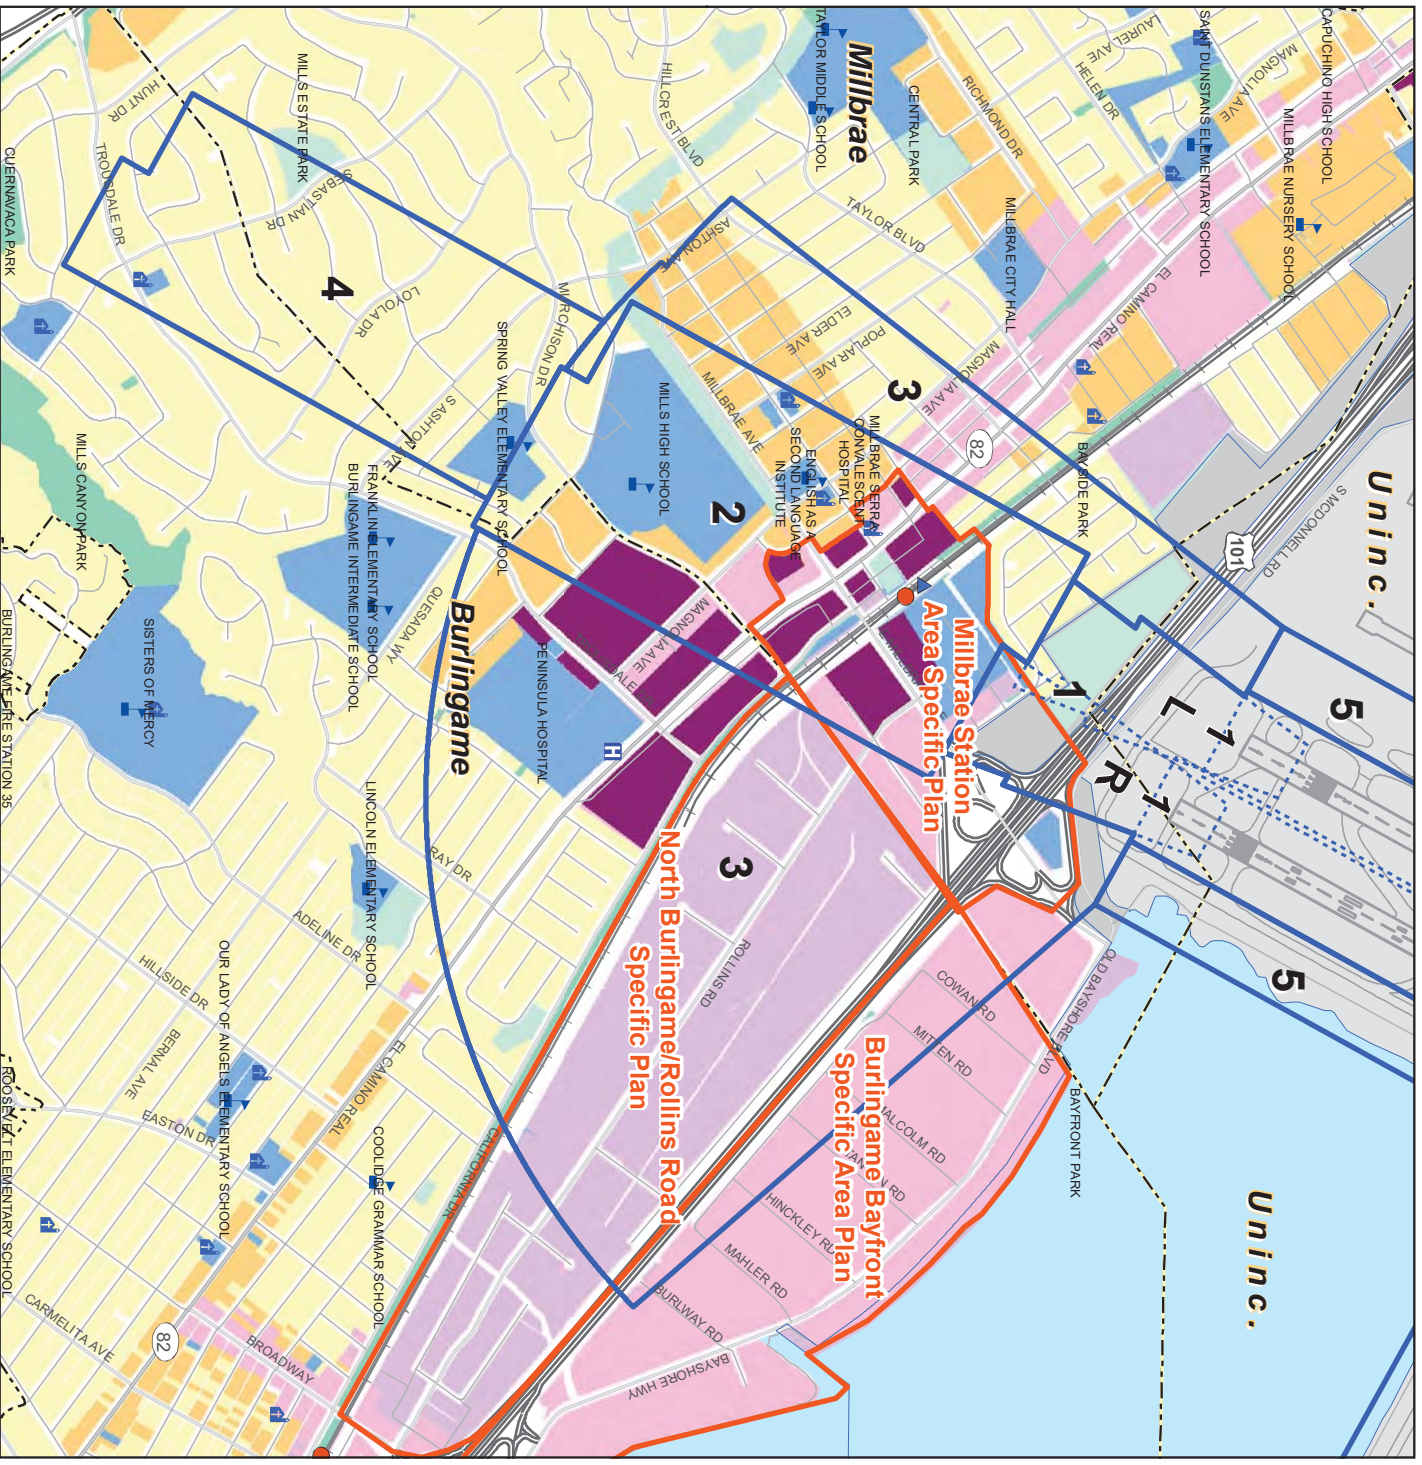 CAPUCHINO HIGH SCHOOL
MILLBRAE NURSERY SCHOOL
SAINT DUNSTANS ELEMENTARY SCHOOL
MAGNOLIA AVE
LAUREL AVE
HELEN DR
RICHMOND DR
CENTRAL PARK
Millbrae
TAYLOR MIDDLE SCHOOL
HILLCREST BLVD
MILLS ESTATE PARK
HUNT DR
TROUSDALE DR
CUERNAVACA PARK
SEBASTIAN DR
4
LOYOLA DR
TAYLOR BLVD
MILLBRAE CITY HALL
EL CAMINO REAL
ASHTON AVE
MURCHISON DR
ELDER AVE
POPLAR AVE
MAGNOLIA AVE
3
82
BAYSIDE PARK
101
S MCDONNELL RD
Uninc.
SPRING VALLEY ELEMENTARY SCHOOL
MILLS HIGH SCHOOL
MILLBRAE AVE
2
MILLBRAE SERRA
CONVALESCENT
HOSPITAL
ENGLISH AS A
SECOND LANGUAGE
INSTITUTE
S ASHTON AVE
FRANKLIN ELEMENTARY SCHOOL
BURLINGAME INTERMEDIATE SCHOOL
MILLS CANYON PARK
QUESADA WY
Burlingame
SISTERS OF MERCY
BURLINGAME FIRE STATION 35
PENINSULA HOSPITAL
H
MAGNOLIA AVE
Millbrae Station
Area Specific Plan
1
1
L
1
R
5
5
3
North Burlingame/Rollins Road
Specific Plan
ROLLINS RD
RAY DR
LINCOLN ELEMENTARY SCHOOL
ADELINE DR
HILLSIDE DR
BERNAL AVE
EASTON DR
OUR LADY OF ANGELS ELEMENTARY SCHOOL
EL CAMINO REAL
COOLIDGE GRAMMAR SCHOOL
CALIFORNIA DR
ROOSEVELT ELEMENTARY SCHOOL
CARMELITA AVE
82
BROADWAY
OLD BAYSHORE BLVD
COWAN RD
MITTEN RD
MALCOLM RD
HINCKLEY RD
MAHLER RD
BURLWAY RD
BAYSHORE HWY
Burlingame Bayfront
Specific Area Plan
BAYFRONT PARK
Uninc.